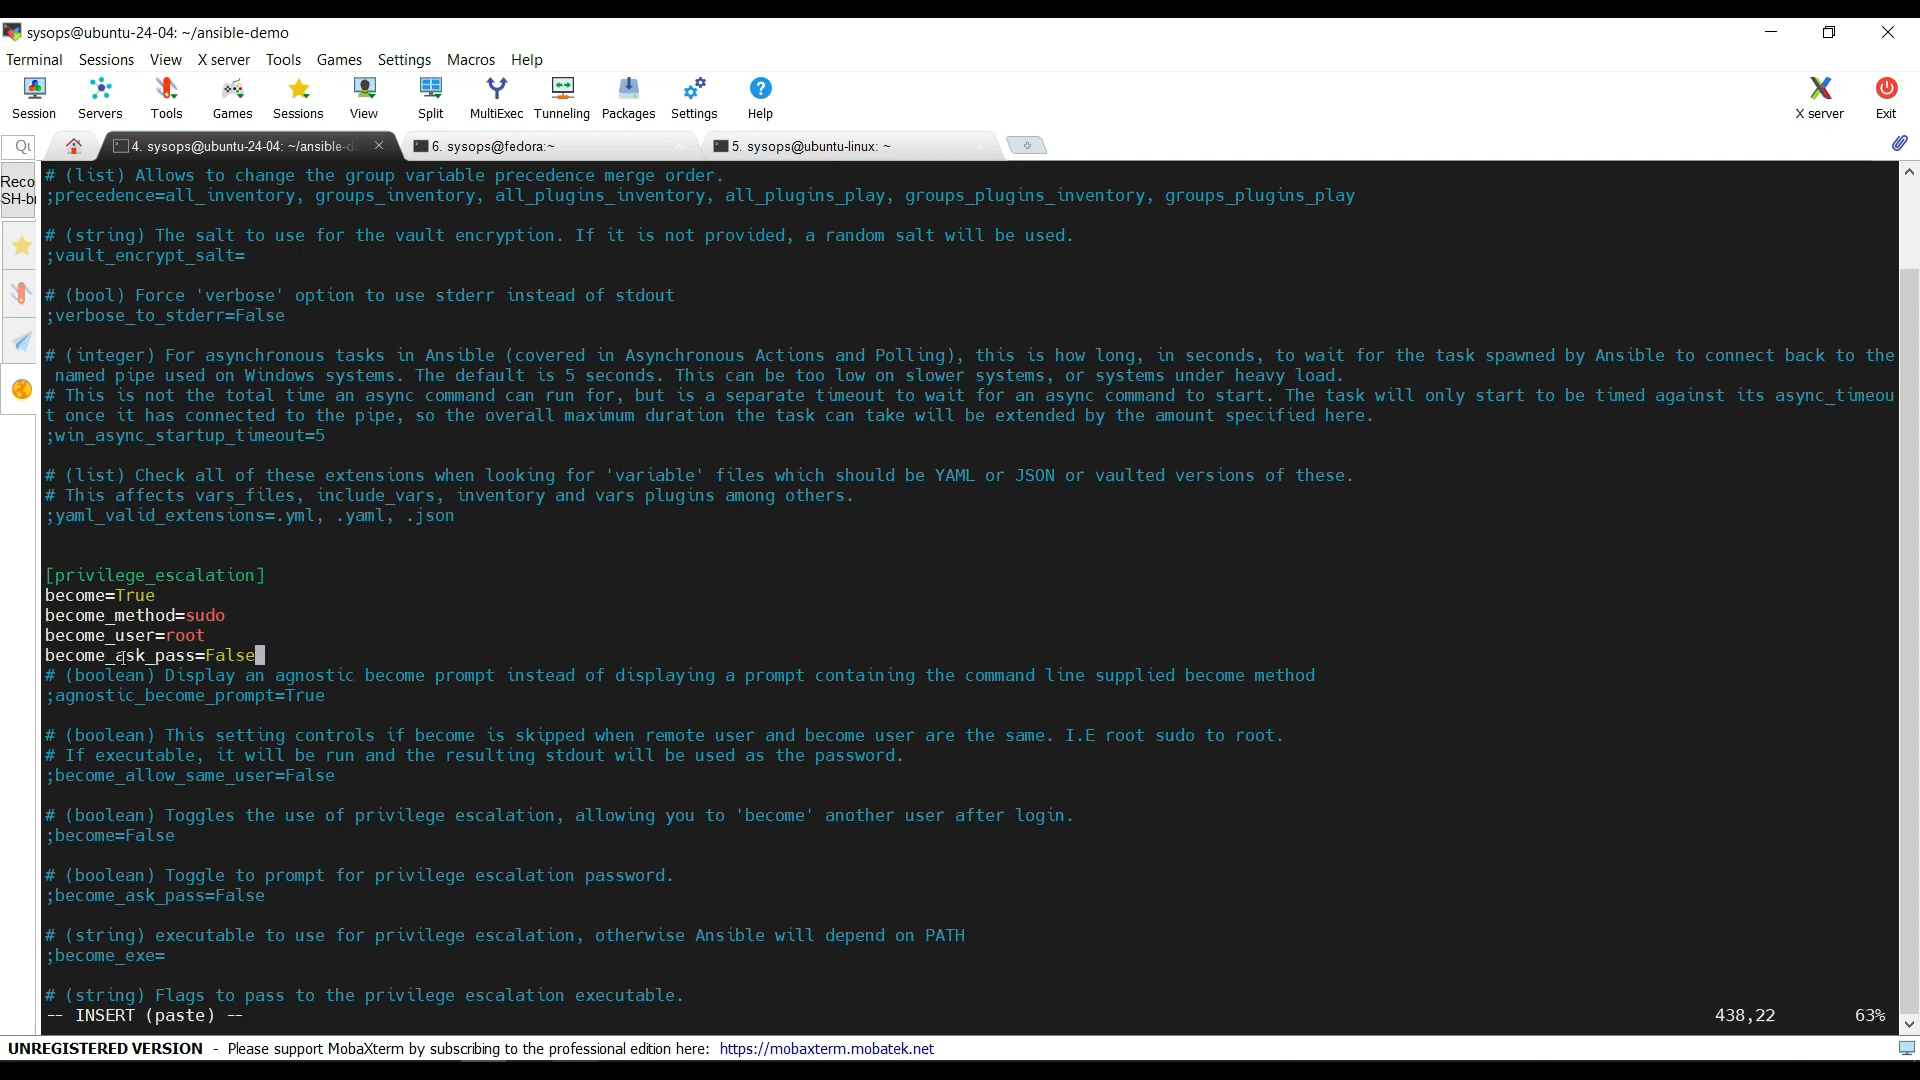 sysops@ubuntu-24-04: ~/ansible-demo
Terminal Sessions View X server Tools Games Settings Macros Help
Session Servers Tools Games Sessions View Split MultiExec Tunneling Packages Settings Help X server Exit
4. sysops@ubuntu-24-04: ~/ansible-d 6. sysops@fedora:~ 5. sysops@ubuntu-linux: ~
Reco
SH-b
# (list) Allows to change the group variable precedence merge order.
;precedence=all_inventory, groups_inventory, all_plugins_inventory, all_plugins_play, groups_plugins_inventory, groups_plugins_play
# (string) The salt to use for the vault encryption. If it is not provided, a random salt will be used.
;vault_encrypt_salt=
# (bool) Force 'verbose' option to use stderr instead of stdout
;verbose_to_stderr=False
# (integer) For asynchronous tasks in Ansible (covered in Asynchronous Actions and Polling), this is how long, in seconds, to wait for the task spawned by Ansible to connect back to the
named pipe used on Windows systems. The default is 5 seconds. This can be too low on slower systems, or systems under heavy load.
# This is not the total time an async command can run for, but is a separate timeout to wait for an async command to start. The task will only start to be timed against its async_timeou
t once it has connected to the pipe, so the overall maximum duration the task can take will be extended by the amount specified here.
;win_async_startup_timeout=5
# (list) Check all of these extensions when looking for 'variable' files which should be YAML or JSON or vaulted versions of these.
# This affects vars_files, include_vars, inventory and vars plugins among others.
;yaml_valid_extensions=.yml, .yaml, .json
[privilege_escalation]
become=True
become_method=sudo
become_user=root
become_ask_pass=False
# (boolean) Display an agnostic become prompt instead of displaying a prompt containing the command line supplied become method
;agnostic_become_prompt=True
# (boolean) This setting controls if become is skipped when remote user and become user are the same. I.E root sudo to root.
# If executable, it will be run and the resulting stdout will be used as the password.
;become_allow_same_user=False
# (boolean) Toggles the use of privilege escalation, allowing you to 'become' another user after login.
;become=False
# (boolean) Toggle to prompt for privilege escalation password.
;become_ask_pass=False
# (string) executable to use for privilege escalation, otherwise Ansible will depend on PATH
;become_exe=
# (string) Flags to pass to the privilege escalation executable.
-- INSERT (paste) -- 438,22 63%
UNREGISTERED VERSION - Please support MobaXterm by subscribing to the professional edition here: https://mobaxterm.mobatek.net